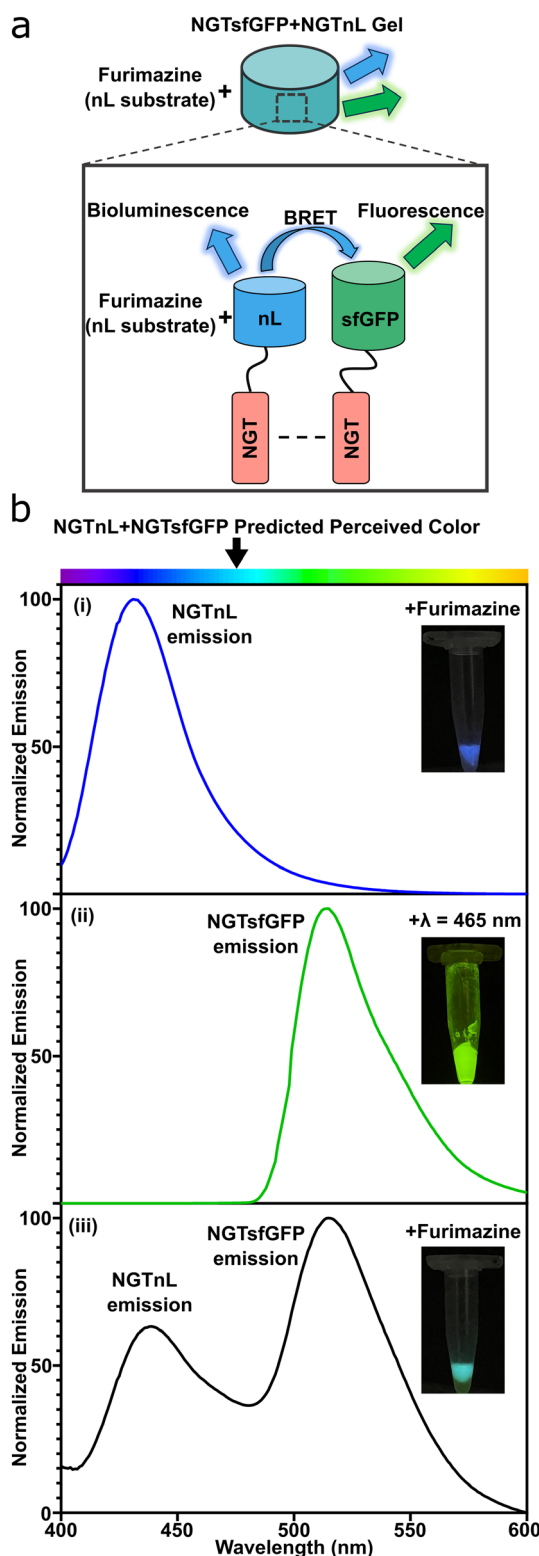 a
NGTsfGFP+NGTnL Gel
Furimazine
(nL substrate) +
Bioluminescence
BRET
Fluorescence
Furimazine
(nL substrate) +
nL
sfGFP
NGT
NGT
b
NGTnL+NGTsfGFP Predicted Perceived Color
(i)
NGTnL
emission
+Furimazine
Normalized Emission
100
50
(ii)
NGTsfGFP
emission
+λ = 465 nm
Normalized Emission
100
50
(iii)
NGTnL
emission
NGTsfGFP
emission
+Furimazine
Normalized Emission
100
50
0
400
450
500
550
600
Wavelength (nm)